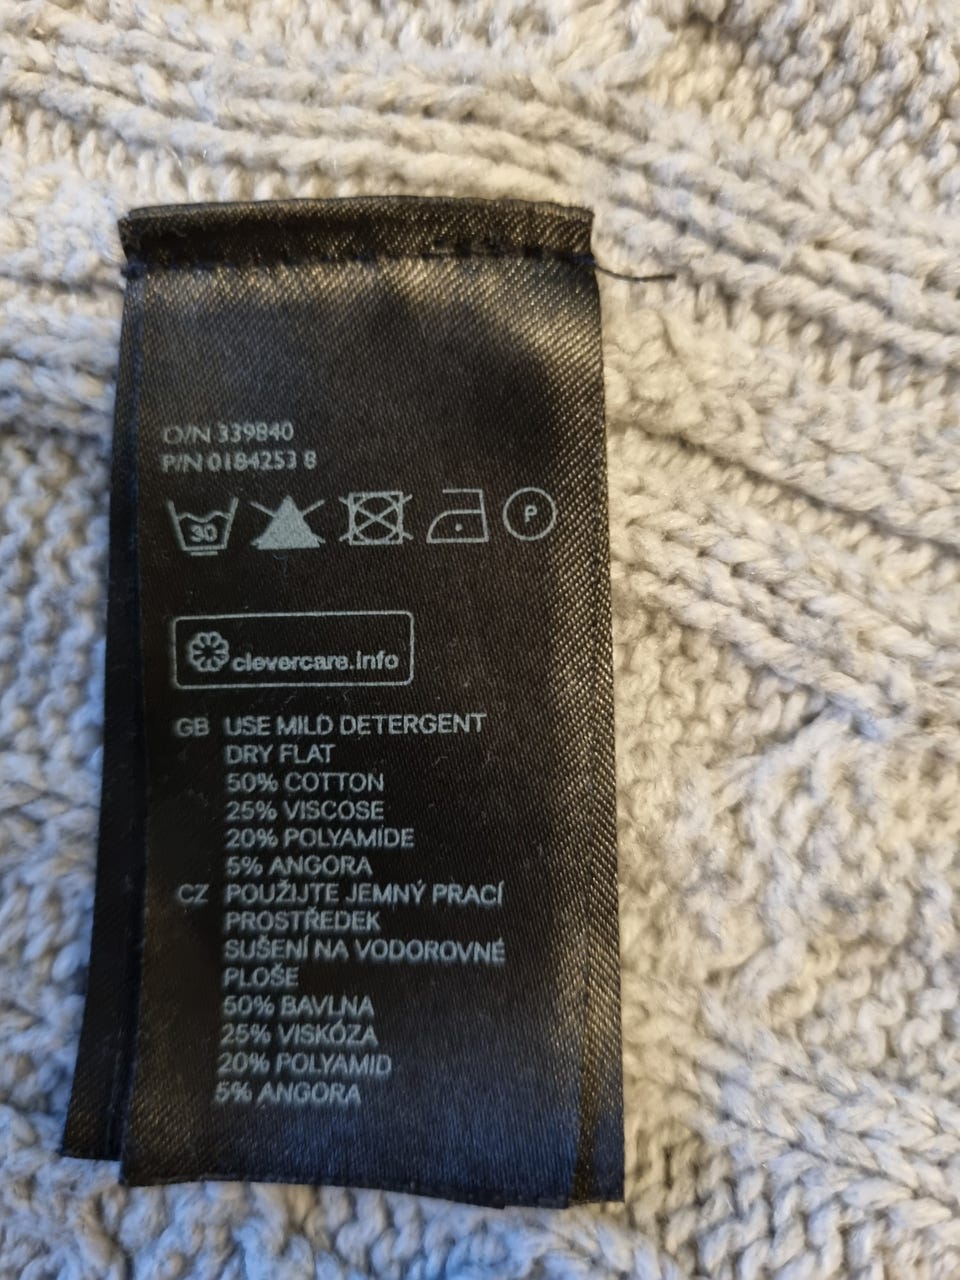 O/N 339840
P/N 0184253 8
30 P
clevercare.info
GB USE MILD DETERGENT
DRY FLAT
50% COTTON
25% VISCOSE
20% POLYAMIDE
5% ANGORA
CZ POUŽIJTE JEMNÝ PRACÍ
PROSTŘEDEK
SUŠENÍ NA VODOROVNÉ
PLOŠE
50% BAVLNA
25% VISKÓZA
20% POLYAMID
5% ANGORA